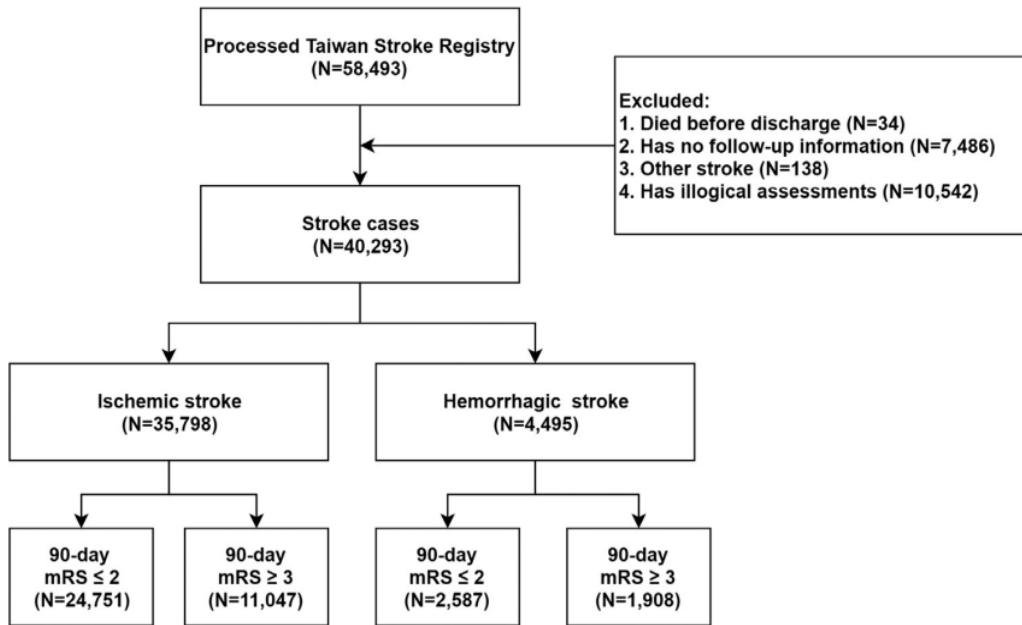 Processed Taiwan Stroke Registry
(N=58,493)
Excluded:
1. Died before discharge (N=34)
2. Has no follow-up information (N=7,486)
3. Other stroke (N=138)
4. Has illogical assessments (N=10,542)
Stroke cases
(N=40,293)
Ischemic stroke
(N=35,798)
Hemorrhagic stroke
(N=4,495)
90-day
mRS ≤ 2
(N=24,751)
90-day
mRS ≥ 3
(N=11,047)
90-day
mRS ≤ 2
(N=2,587)
90-day
mRS ≥ 3
(N=1,908)